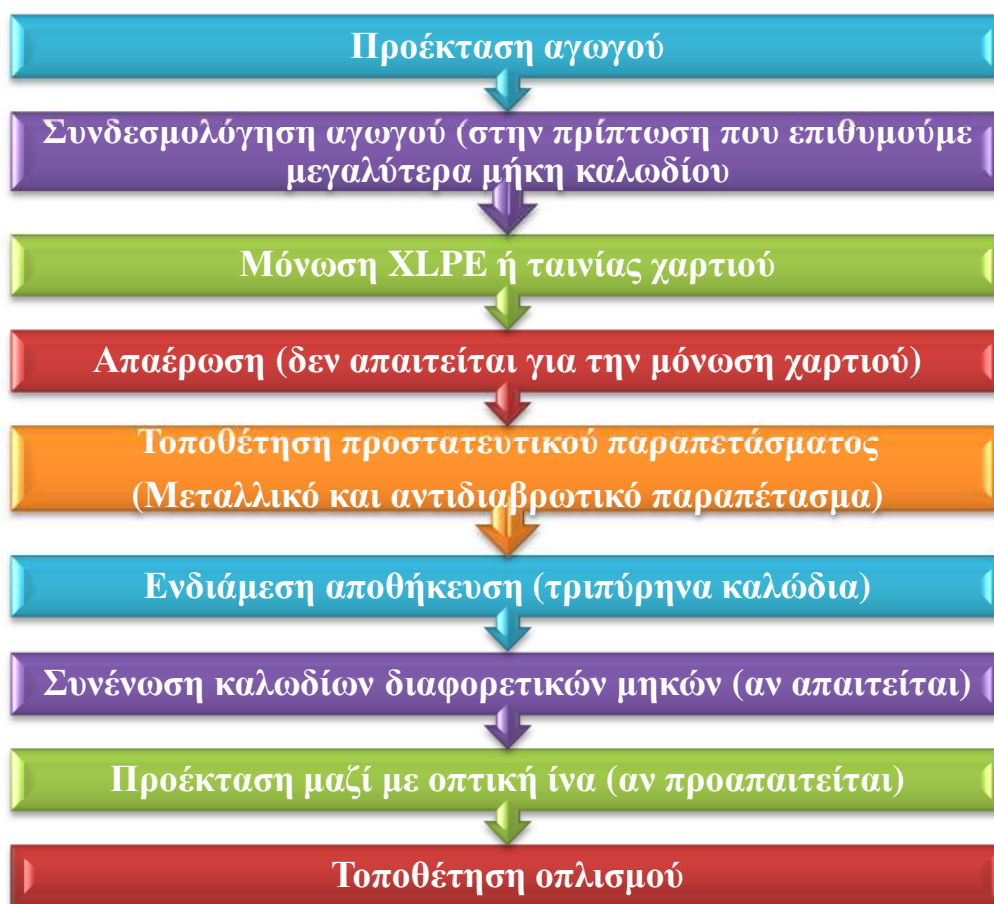 Προέκταση αγωγού
Συνδεσμολόγηση αγωγού (στην πρίπτωση που επιθυμούμε
μεγαλύτερα μήκη καλωδίου
Μόνωση XLPE ή ταινίας χαρτιού
Απαέρωση (δεν απαιτείται για την μόνωση χαρτιού)
Τοποθέτηση προστατευτικού παραπετάσματος
(Μεταλλικό και αντιδιαβρωτικό παραπέτασμα)
Ενδιάμεση αποθήκευση (τριπύρηνα καλώδια)
Συνένωση καλωδίων διαφορετικών μηκών (αν απαιτείται)
Προέκταση μαζί με οπτική ίνα (αν προαπαιτείται)
Τοποθέτηση οπλισμού